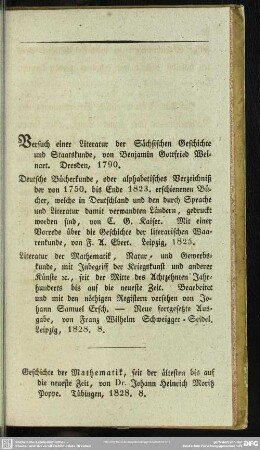 Versuch einer Literatur der Sächsischen Geschichte
und Staatskunde, von Benjamin Gottfried Wei-
nart. Dresden, 1790.
Deutsche Bücherkunde, oder alphabetisches Verzeichniß
der von 1750, bis Ende 1823, erschienenen Bü-
cher, welche in Deutschland und den durch Sprache
und Literatur damit verwandten Ländern, gedruckt
worden sind, von C. G. Kaiser. Mit einer
Vorrede über die Geschichte der literarischen Waa-
renkunde, von F. A. Ebert. Leipzig, 1825.
Literatur der Mathematik, Natur- und Gewerbs-
kunde, mit Inbegriff der Kriegskunst und anderer
Künste ꝛc., seit der Mitte des Achtzehnten Jahr-
hunderts bis auf die neueste Zeit. Bearbeitet
und mit den nöthigen Registern versehen von Jo-
hann Samuel Ersch. — Neue fortgesetzte Aus-
gabe, von Franz Wilhelm Schweigger-Seidel.
Leipzig, 1828. 8.
Geschichte der Mathematik, seit der ältesten bis auf
die neueste Zeit, von Dr. Johann Heinrich Moritz
Poppe. Tübingen, 1828. 8.